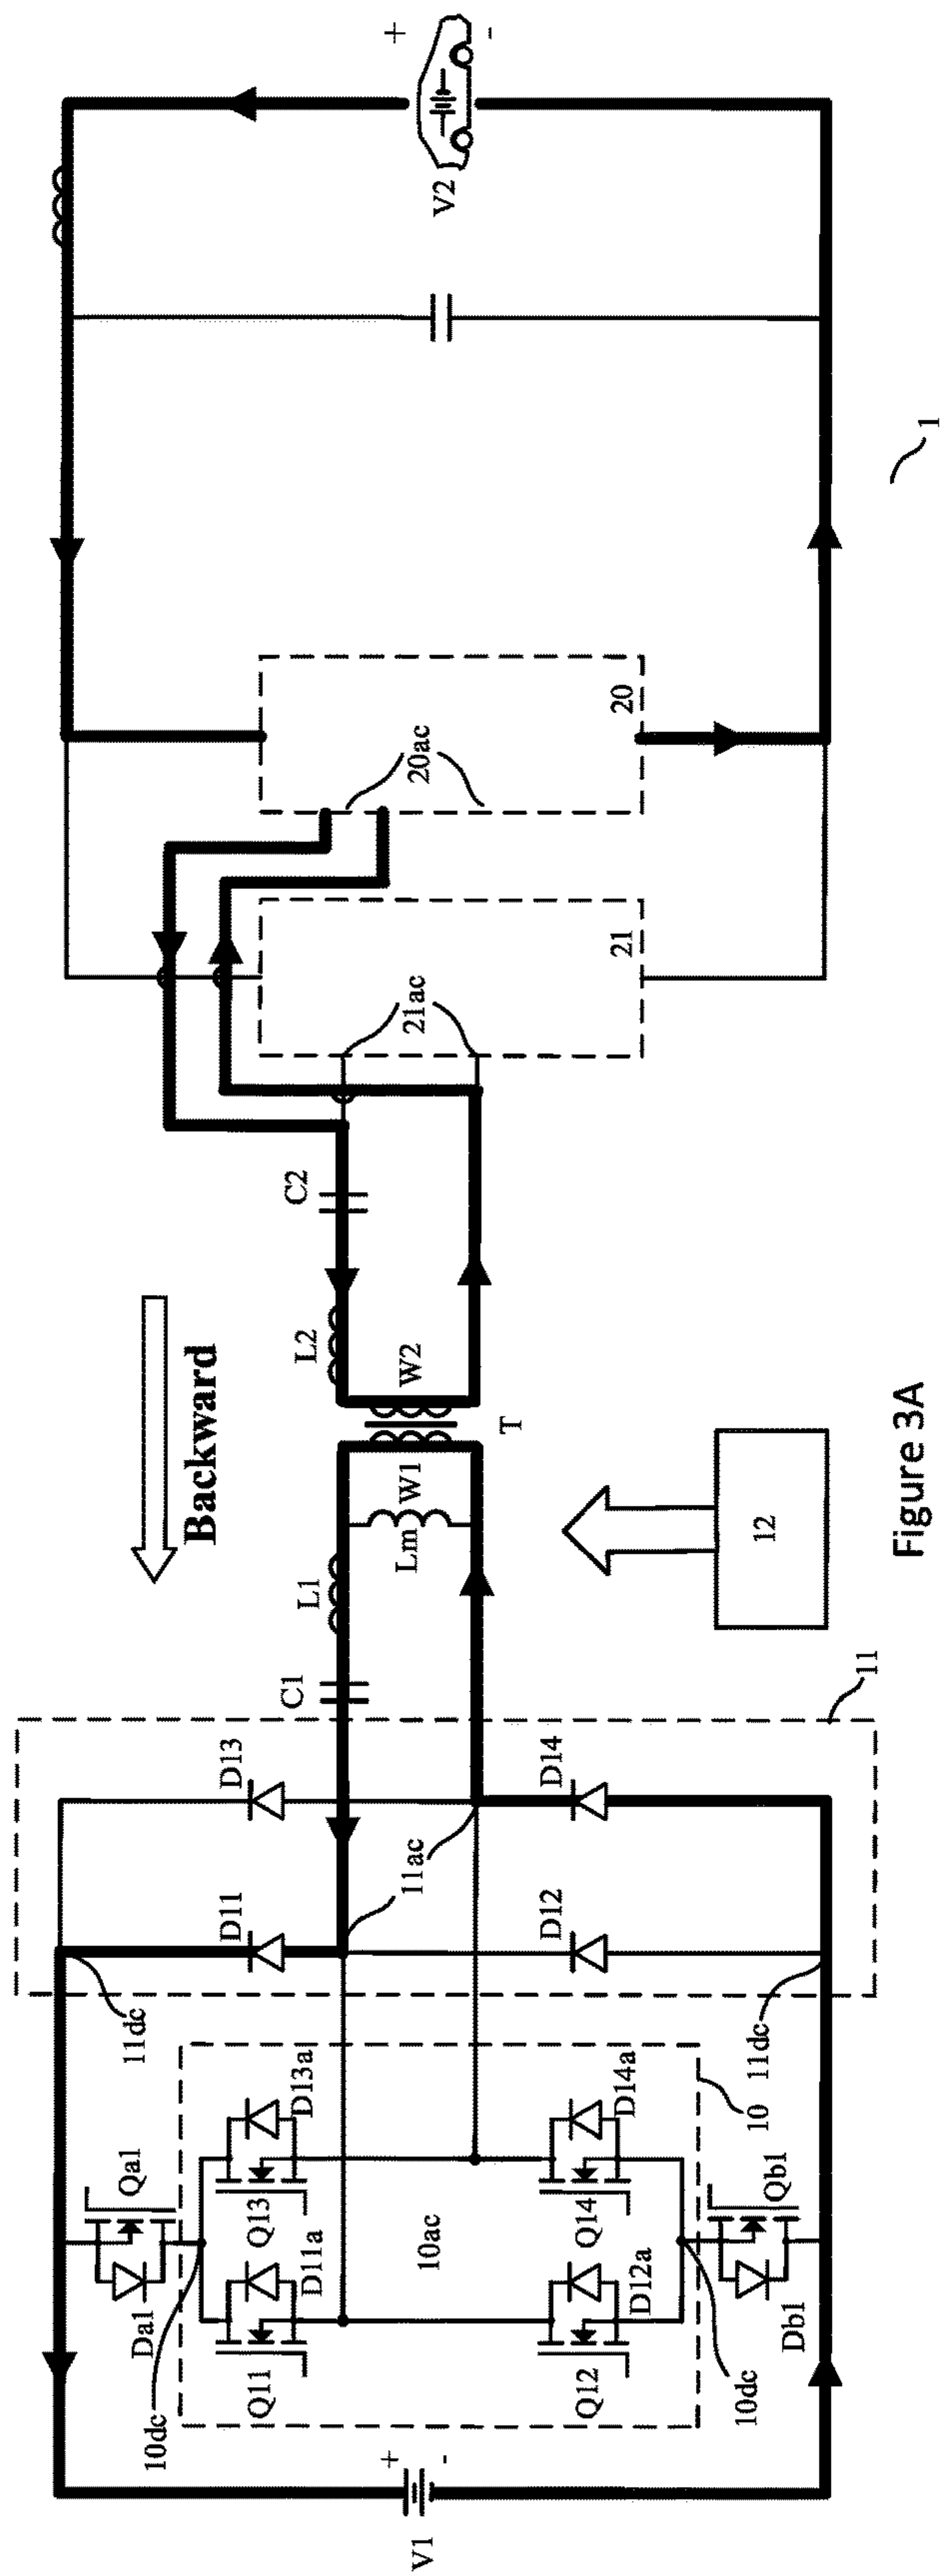 Backward
V1
+
-
10dc
Da1
Qa1
Q11
D11a
Q13
D13a
10ac
Q12
D12a
Q14
D14a
10
10dc
Db1
Qb1
11dc
11dc
D11
D13
11ac
D12
D14
11
C1
L1
Lm
W1
W2
T
L2
C2
12
21ac
21
20ac
20
V2
+
-
1
Figure 3A